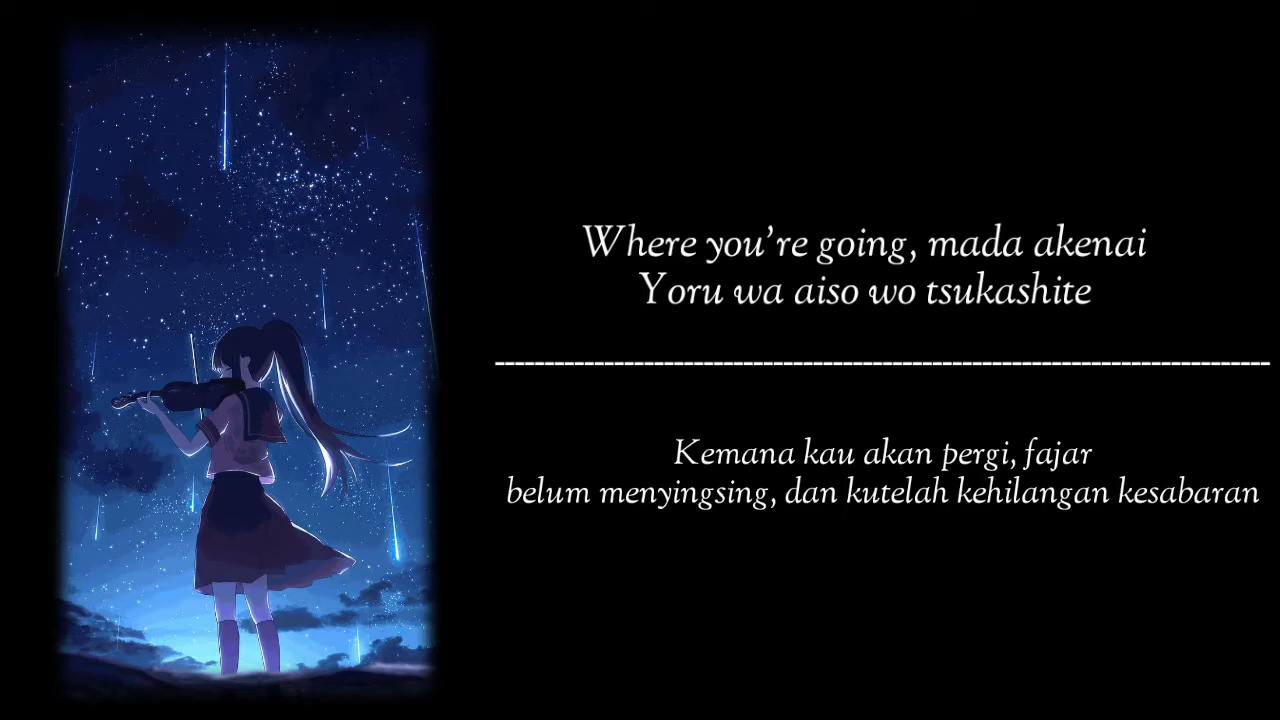 Where you're going, mada akenai
Yoru wa aiso wo tsukashite
Kemana kau akan pergi, fajar
belum menyingsing, dan kutelah kehilangan kesabaran